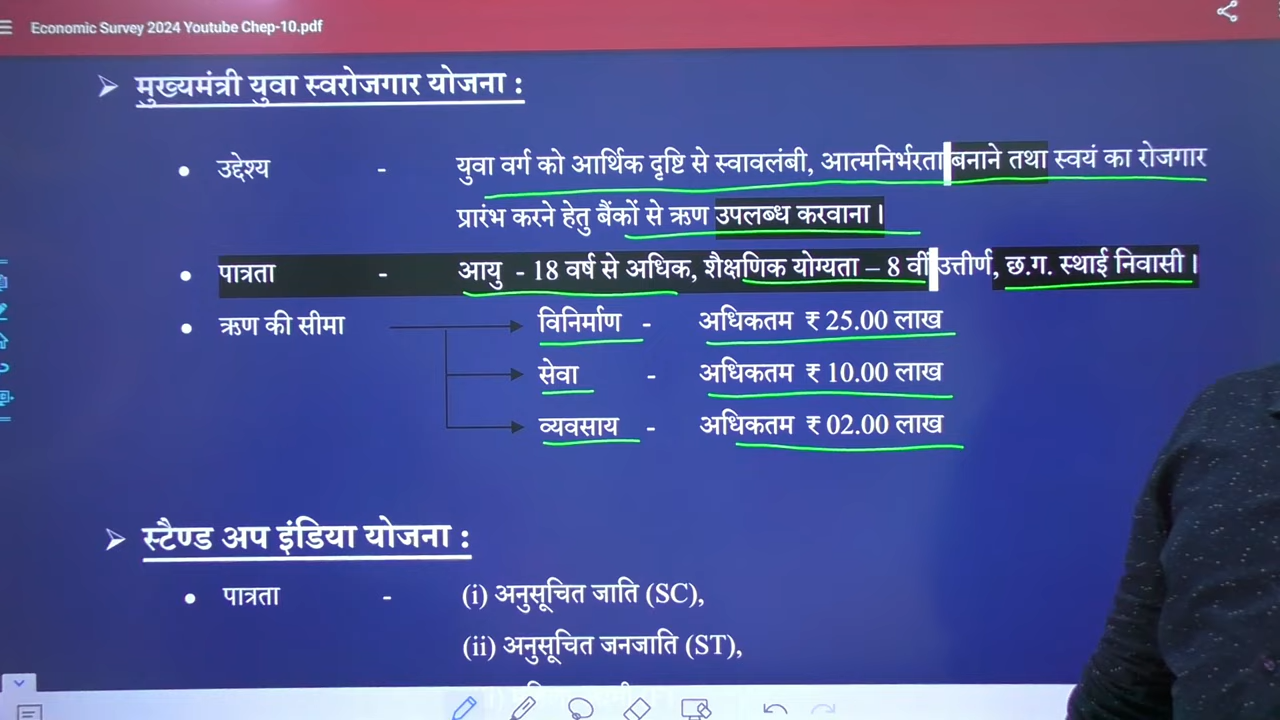 Economic Survey 2024 Youtube Chep-10.pdf
मुख्यमंत्री युवा स्वरोजगार योजना :
उद्देश्य - युवा वर्ग को आर्थिक दृष्टि से स्वावलंबी, आत्मनिर्भरता बनाने तथा स्वयं का रोजगार
प्रारंभ करने हेतु बैंकों से ऋण उपलब्ध करवाना ।
पात्रता - आयु - 18 वर्ष से अधिक, शैक्षणिक योग्यता – 8 वीं उत्तीर्ण, छ.ग. स्थाई निवासी ।
ऋण की सीमा विनिर्माण - अधिकतम ₹ 25.00 लाख
सेवा - अधिकतम ₹ 10.00 लाख
व्यवसाय - अधिकतम ₹ 02.00 लाख
स्टैण्ड अप इंडिया योजना :
पात्रता - (i) अनुसूचित जाति (SC),
(ii) अनुसूचित जनजाति (ST),